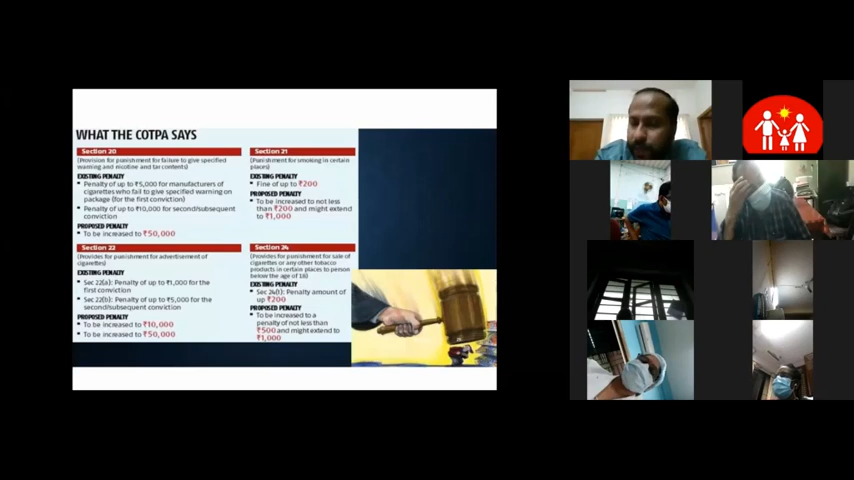 WHAT THE COTPA SAYS
Section 20
(Provision for punishment for failure to give specified
warning and nicotine and tar contents)
EXISTING PENALTY
Penalty of up to ₹5,000 for manufacturers of
cigarettes who fail to give specified warning on
package (for the first conviction)
Penalty of up to ₹10,000 for second/subsequent
conviction
PROPOSED PENALTY
To be increased to ₹50,000
Section 22
(Provides for punishment for advertisement of
cigarettes)
EXISTING PENALTY
Sec 22(a): Penalty of up to ₹1,000 for the
first conviction
Sec 22(b): Penalty of up to ₹5,000 for the
second/subsequent conviction
PROPOSED PENALTY
To be increased to ₹10,000
To be increased to ₹50,000
Section 21
(Punishment for smoking in certain
places)
EXISTING PENALTY
Fine of up to ₹200
PROPOSED PENALTY
To be increased to not less
than ₹200 and might extend
to ₹1,000
Section 24
(Provides for punishment for sale of
cigarettes or any other tobacco
products in certain places to person
below the age of 18)
EXISTING PENALTY
Sec 24(1): Penalty amount of
up ₹200
PROPOSED PENALTY
To be increased to a
penalty of not less than
₹500 and might extend to
₹1,000